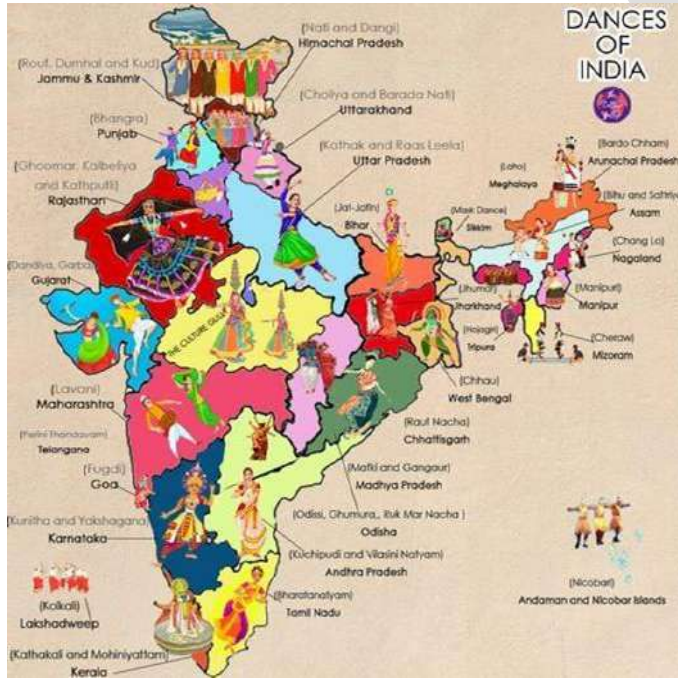 DANCES
OF
INDIA
(Nati and Dangi)
Himachal Pradesh
(Rouf, Dumhal and Kud)
Jammu & Kashmir
(Choliya and Barada Nati)
Uttarakhand
(Bhangra)
Punjab
(Kathak and Raas Leela)
Uttar Pradesh
(Bardo Chham)
Arunachal Pradesh
(Laho)
Meghalaya
(Ghoomar, Kalbeliya
and Kathputli)
Rajasthan
(Jat-Jatin)
Bihar
(Mask Dance)
Sikkim
(Bihu and Sattriya
Assam
(Chang Lo)
Nagaland
(Dandiya, Garba)
Gujarat
(Jhumar)
Jharkhand
(Manipuri)
Manipur
THE CULTURE GULLY
(Hojagiri)
Tripura
(Cheraw)
Mizoram
(Chhau)
West Bengal
(Lavani)
Maharashtra
(Raut Nacha)
Chhattisgarh
(Perini Thandavam)
Telangana
(Matki and Gangaur)
Madhya Pradesh
(Fugdi)
Goa
(Odissi, Ghumura,, Ruk Mar Nacha )
Odisha
(Kunitha and Yakshagana)
Karnataka
(Kuchipudi and Vilasini Natyam)
Andhra Pradesh
(Nicobari)
Andaman and Nicobar Islands
(Kolkali)
Lakshadweep
(Bharatanatyam)
Tamil Nadu
(Kathakali and Mohiniyattam)
Kerala